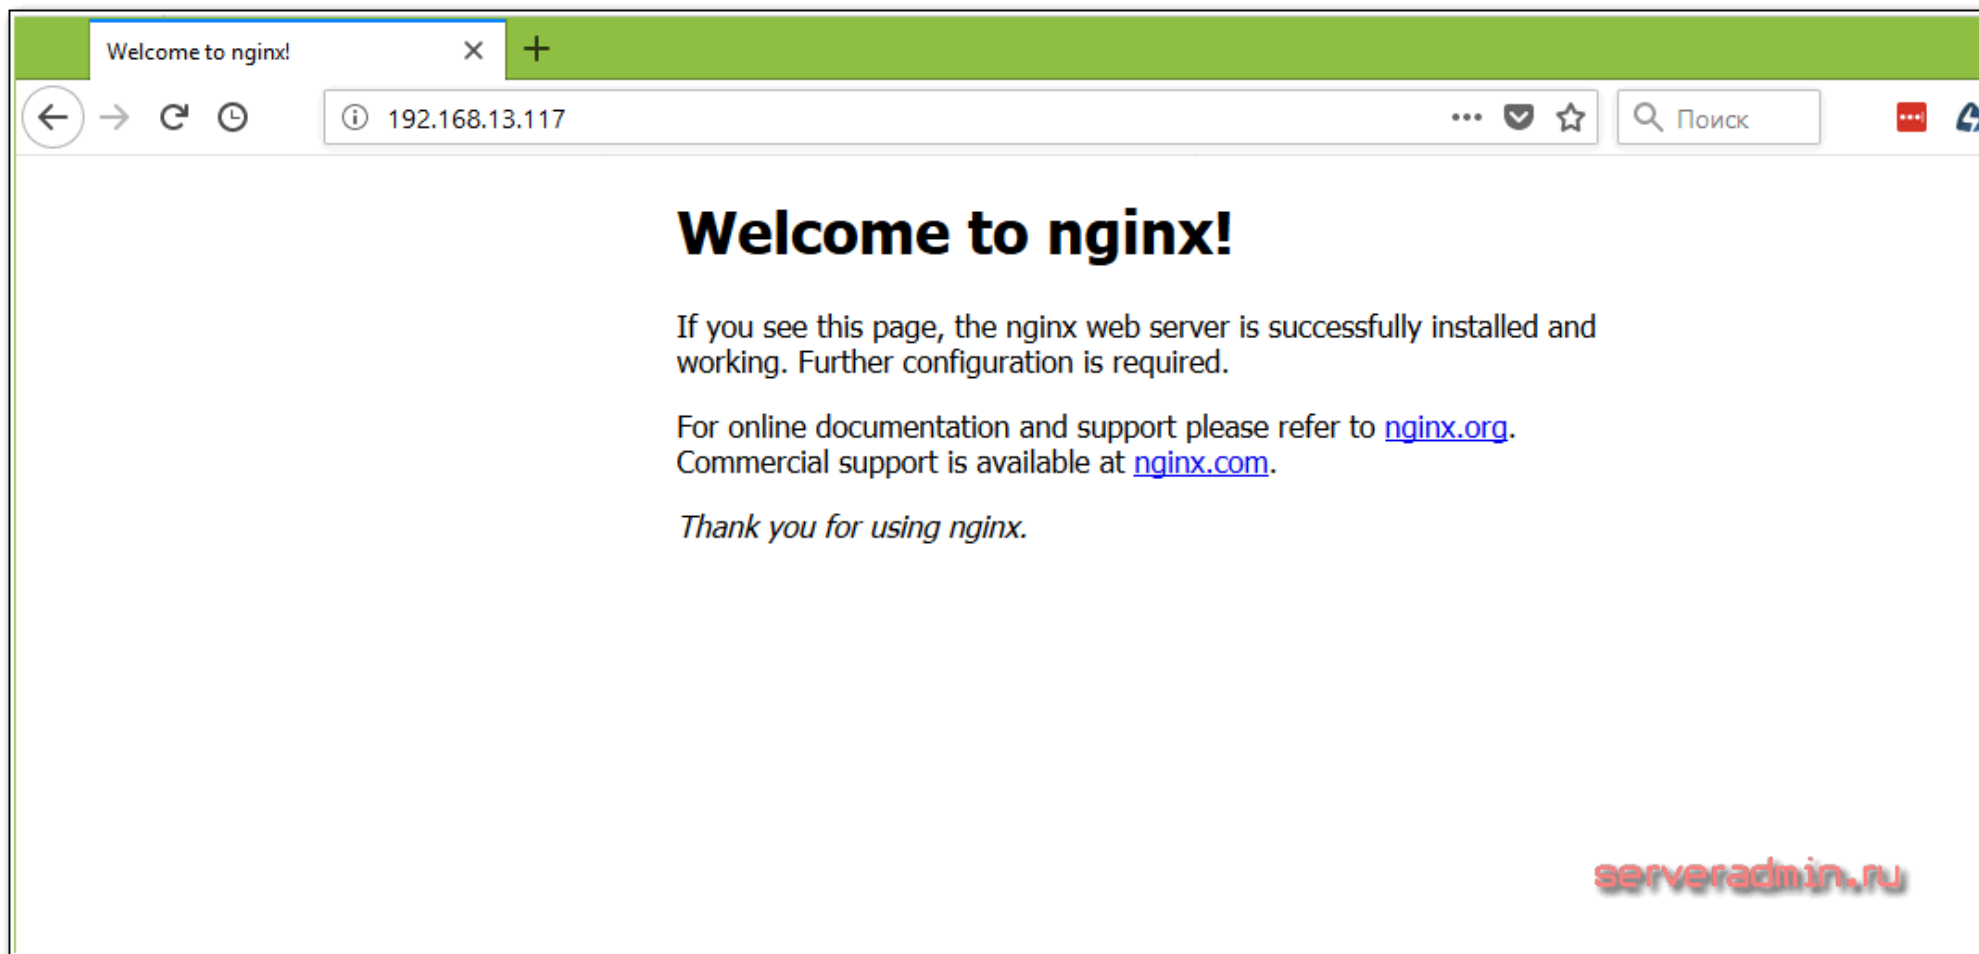 Welcome to nginx!
192.168.13.117
Поиск
Welcome to nginx!
If you see this page, the nginx web server is successfully installed and
working. Further configuration is required.
For online documentation and support please refer to nginx.org.
Commercial support is available at nginx.com.
Thank you for using nginx.
serveradmin.ru